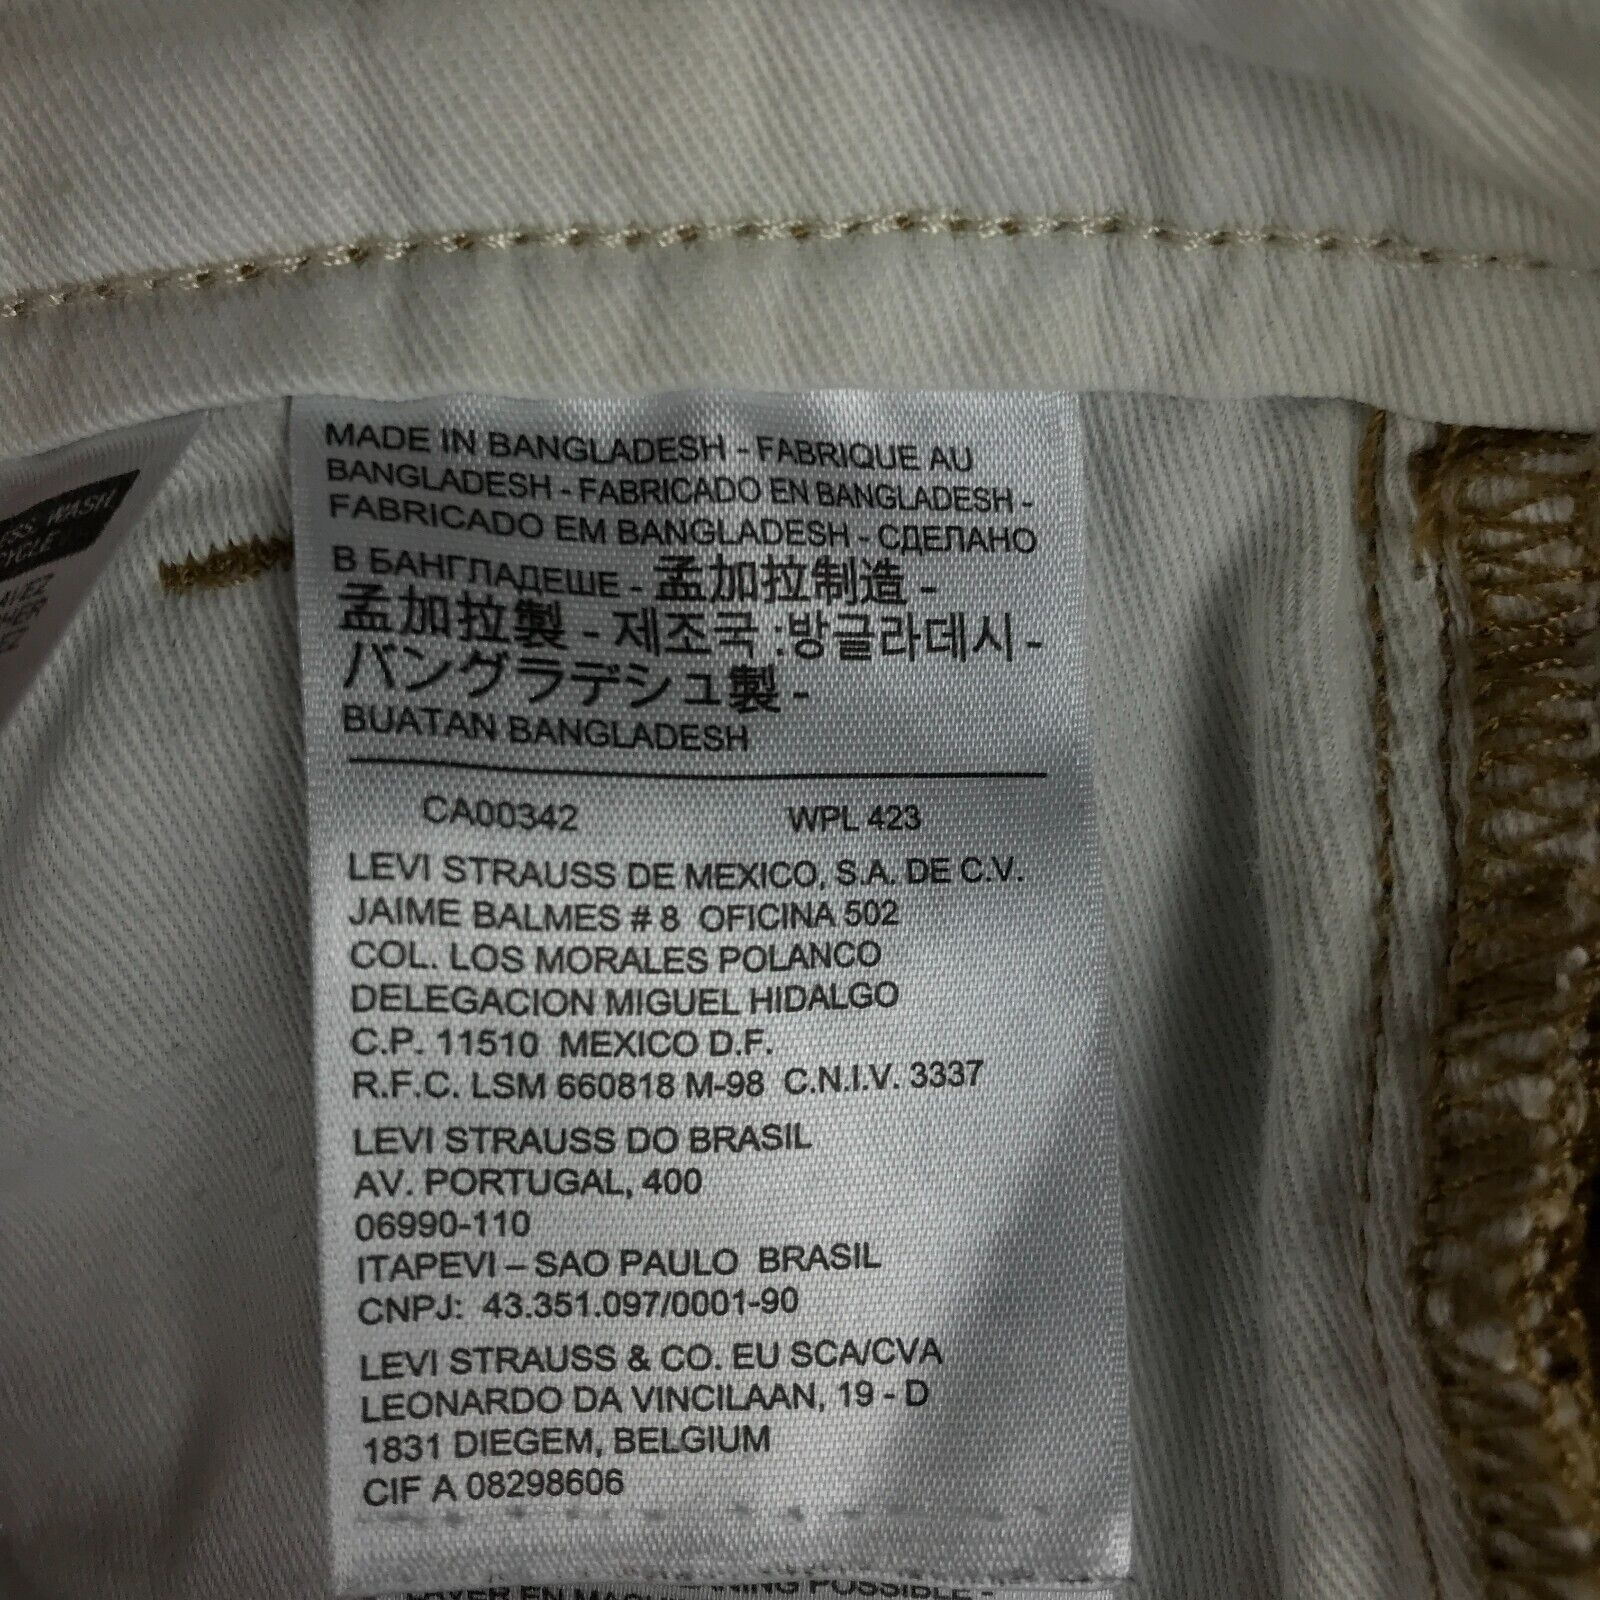 MADE IN BANGLADESH - FABRIQUE AU
BANGLADESH - FABRICADO EN BANGLADESH -
FABRICADO EM BANGLADESH - СДЕЛАНО
В БАНГЛАДЕШЕ - 孟加拉制造 -
孟加拉製 - 제조국 :방글라데시 -
バングラデシュ製 -
BUATAN BANGLADESH
CA00342 WPL 423
LEVI STRAUSS DE MEXICO, S.A. DE C.V.
JAIME BALMES # 8 OFICINA 502
COL. LOS MORALES POLANCO
DELEGACION MIGUEL HIDALGO
C.P. 11510 MEXICO D.F.
R.F.C. LSM 660818 M-98 C.N.I.V. 3337
LEVI STRAUSS DO BRASIL
AV. PORTUGAL, 400
06990-110
ITAPEVI – SAO PAULO BRASIL
CNPJ: 43.351.097/0001-90
LEVI STRAUSS & CO. EU SCA/CVA
LEONARDO DA VINCILAAN, 19 - D
1831 DIEGEM, BELGIUM
CIF A 08298606
WASH
POSSIBLE -